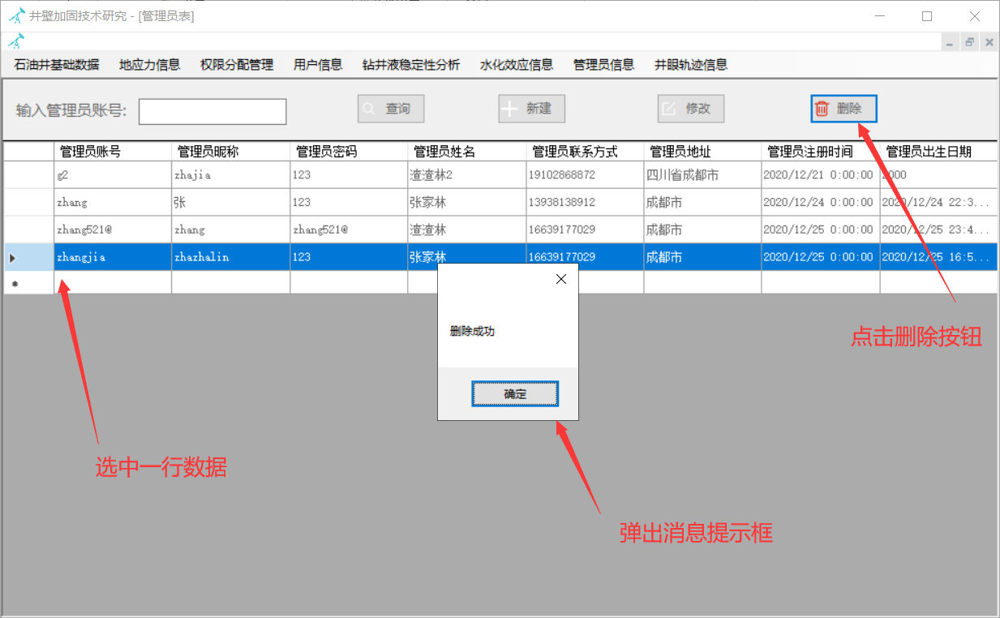 井壁加固技术研究 - [管理员表]
石油井基础数据 地应力信息 权限分配管理 用户信息 钻井液稳定性分析 水化效应信息 管理员信息 井眼轨迹信息
输入管理员账号: 查询 新建 修改 删除
管理员账号 管理员昵称 管理员密码 管理员姓名 管理员联系方式 管理员地址 管理员注册时间 管理员出生日期
g2 zhajia 123 渣渣林2 19102868872 四川省成都市 2020/12/21 0:00:00 2000
zhang 张 123 张家林 13938138912 成都市 2020/12/24 0:00:00 2020/12/24 22:3...
zhang521@ zhang zhang521@ 渣渣林 16639177029 成都市 2020/12/25 0:00:00 2020/12/25 23:4...
zhangjia zhazhalin 123 张家林 16639177029 成都市 2020/12/25 0:00:00 2020/12/25 16:5...
删除成功
确定
点击删除按钮
选中一行数据
弹出消息提示框